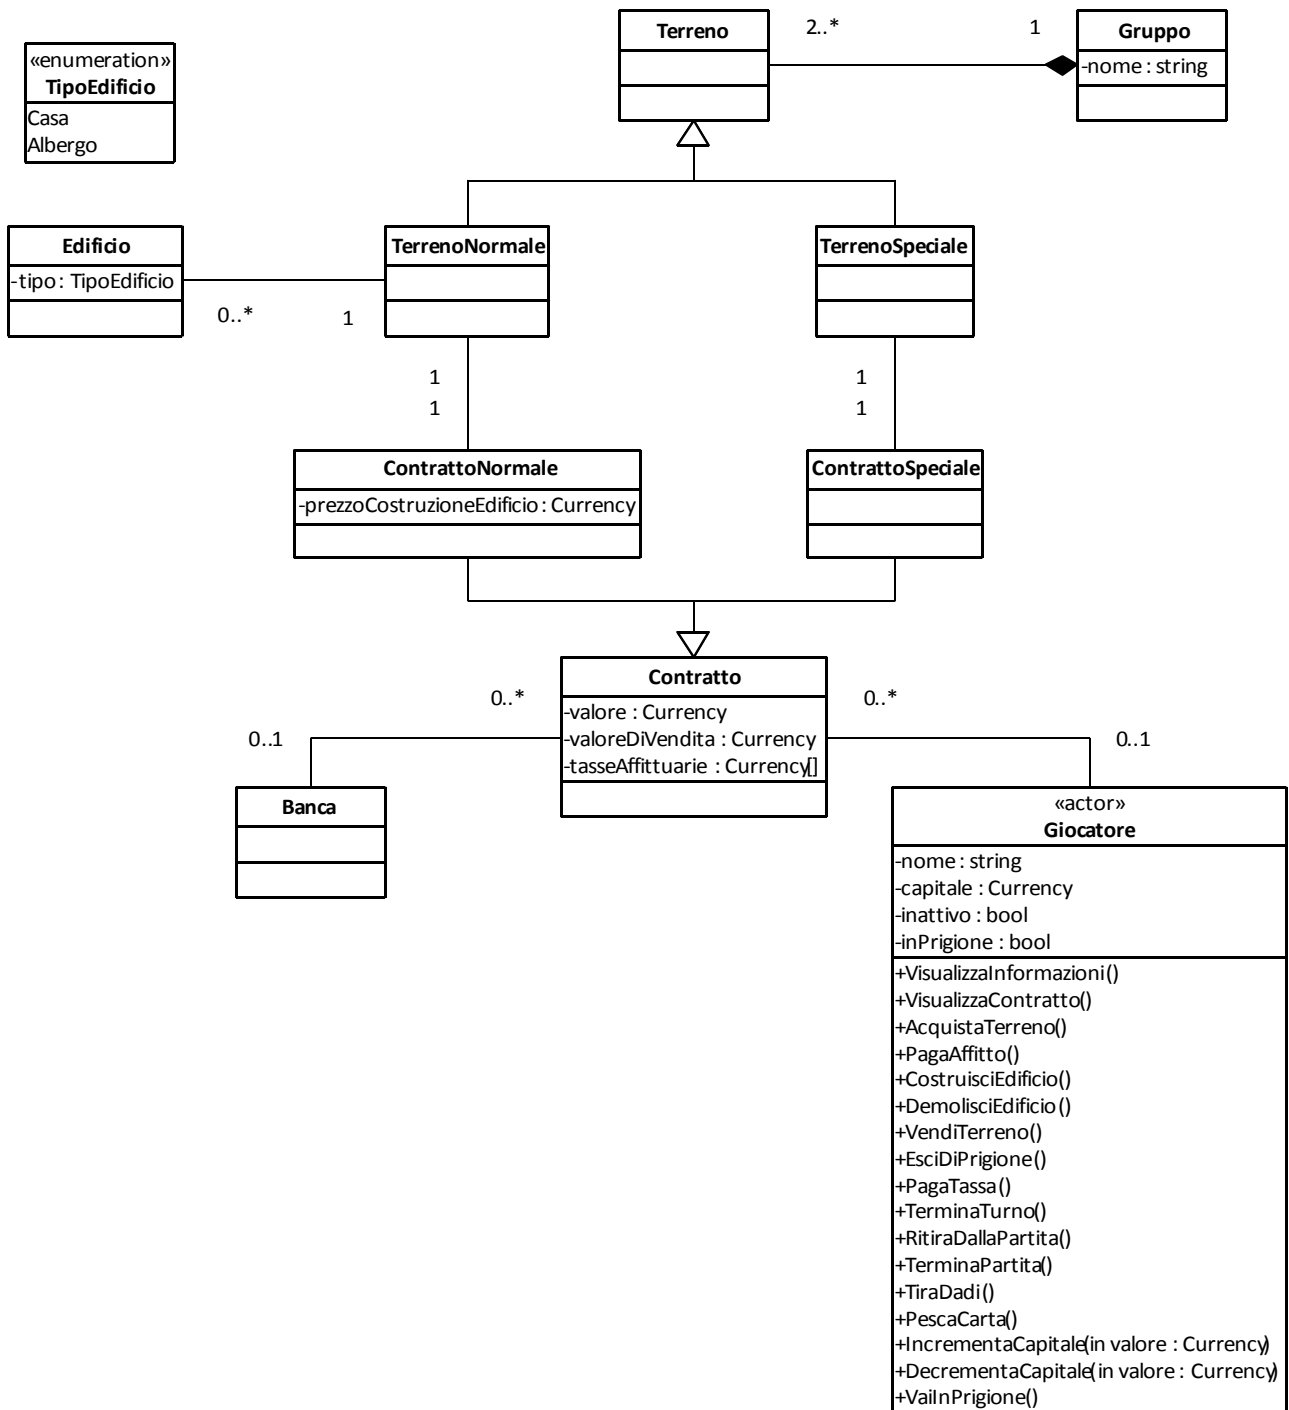 «enumeration»
TipoEdificio
Casa
Albergo
Terreno
2..*
1
Gruppo
-nome : string
Edificio
-tipo : TipoEdificio
0..*
1
TerrenoNormale
TerrenoSpeciale
1
1
1
1
ContrattoNormale
-prezzoCostruzioneEdificio : Currency
ContrattoSpeciale
Contratto
-valore : Currency
-valoreDiVendita : Currency
-tasseAffittuarie : Currency[]
0..*
0..1
0..*
0..1
Banca
«actor»
Giocatore
-nome : string
-capitale : Currency
-inattivo : bool
-inPrigione : bool
+VisualizzaInformazioni()
+VisualizzaContratto()
+AcquistaTerreno()
+PagaAffitto()
+CostruisciEdificio()
+DemolisciEdificio()
+VendiTerreno()
+EsciDiPrigione()
+PagaTassa()
+TerminaTurno()
+RitiraDallaPartita()
+TerminaPartita()
+TiraDadi()
+PescaCarta()
+IncrementaCapitale(in valore : Currency)
+DecrementaCapitale(in valore : Currency)
+VaiInPrigione()